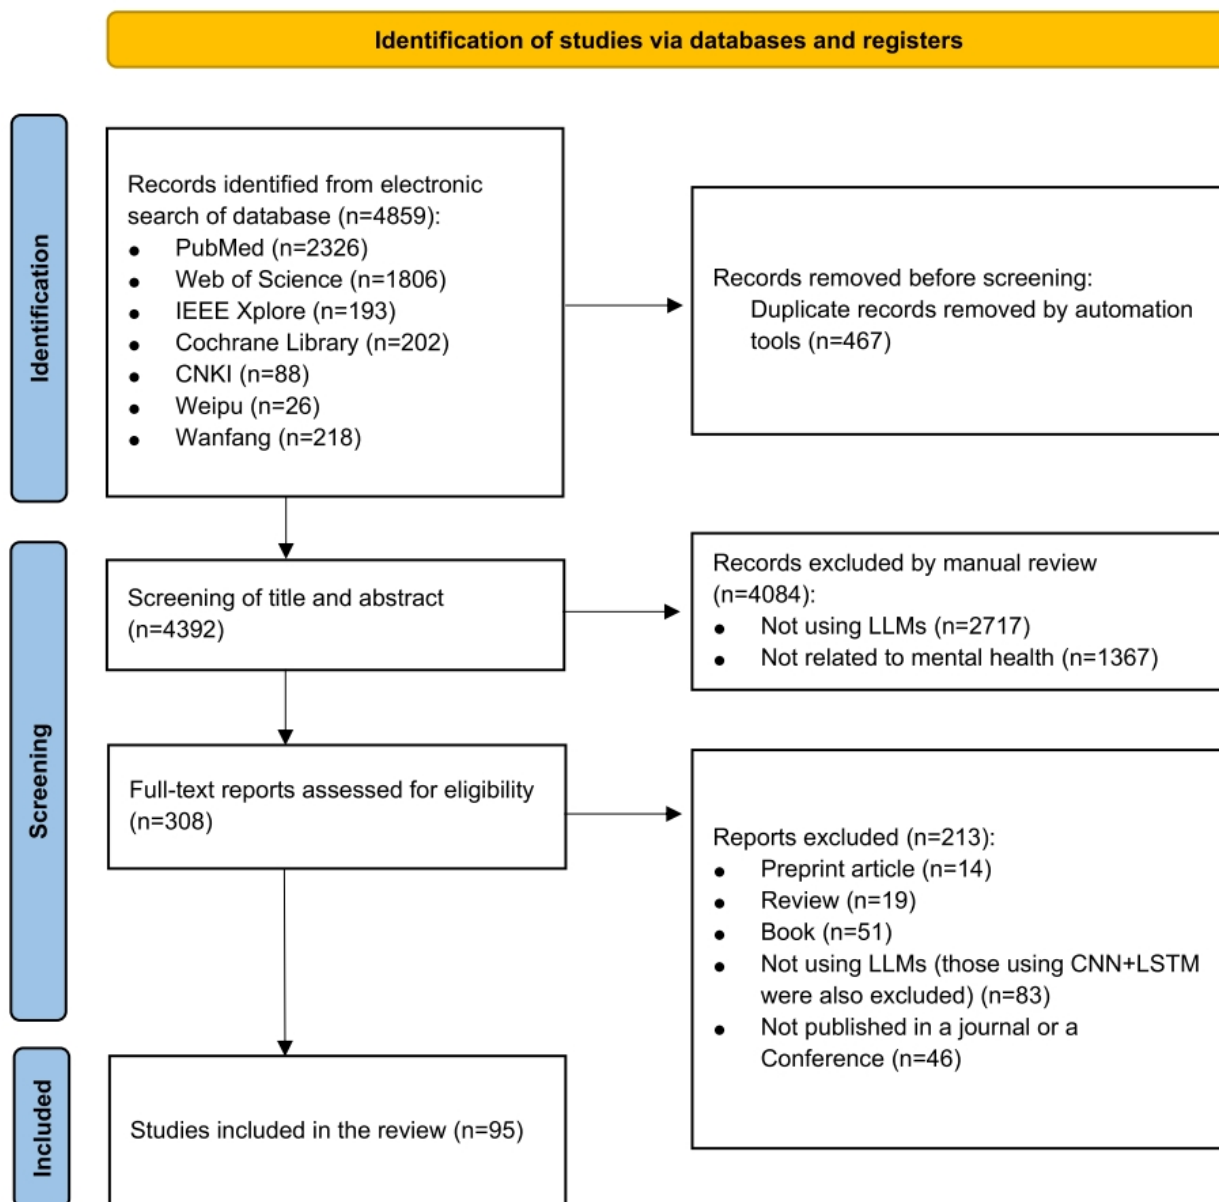 Identification of studies via databases and registers
Identification
Records identified from electronic
search of database (n=4859):
● PubMed (n=2326)
● Web of Science (n=1806)
● IEEE Xplore (n=193)
● Cochrane Library (n=202)
● CNKI (n=88)
● Weipu (n=26)
● Wanfang (n=218)
Records removed before screening:
Duplicate records removed by automation
tools (n=467)
Screening
Screening of title and abstract
(n=4392)
Records excluded by manual review
(n=4084):
● Not using LLMs (n=2717)
● Not related to mental health (n=1367)
Full-text reports assessed for eligibility
(n=308)
Reports excluded (n=213):
● Preprint article (n=14)
● Review (n=19)
● Book (n=51)
● Not using LLMs (those using CNN+LSTM
were also excluded) (n=83)
● Not published in a journal or a
Conference (n=46)
Included
Studies included in the review (n=95)